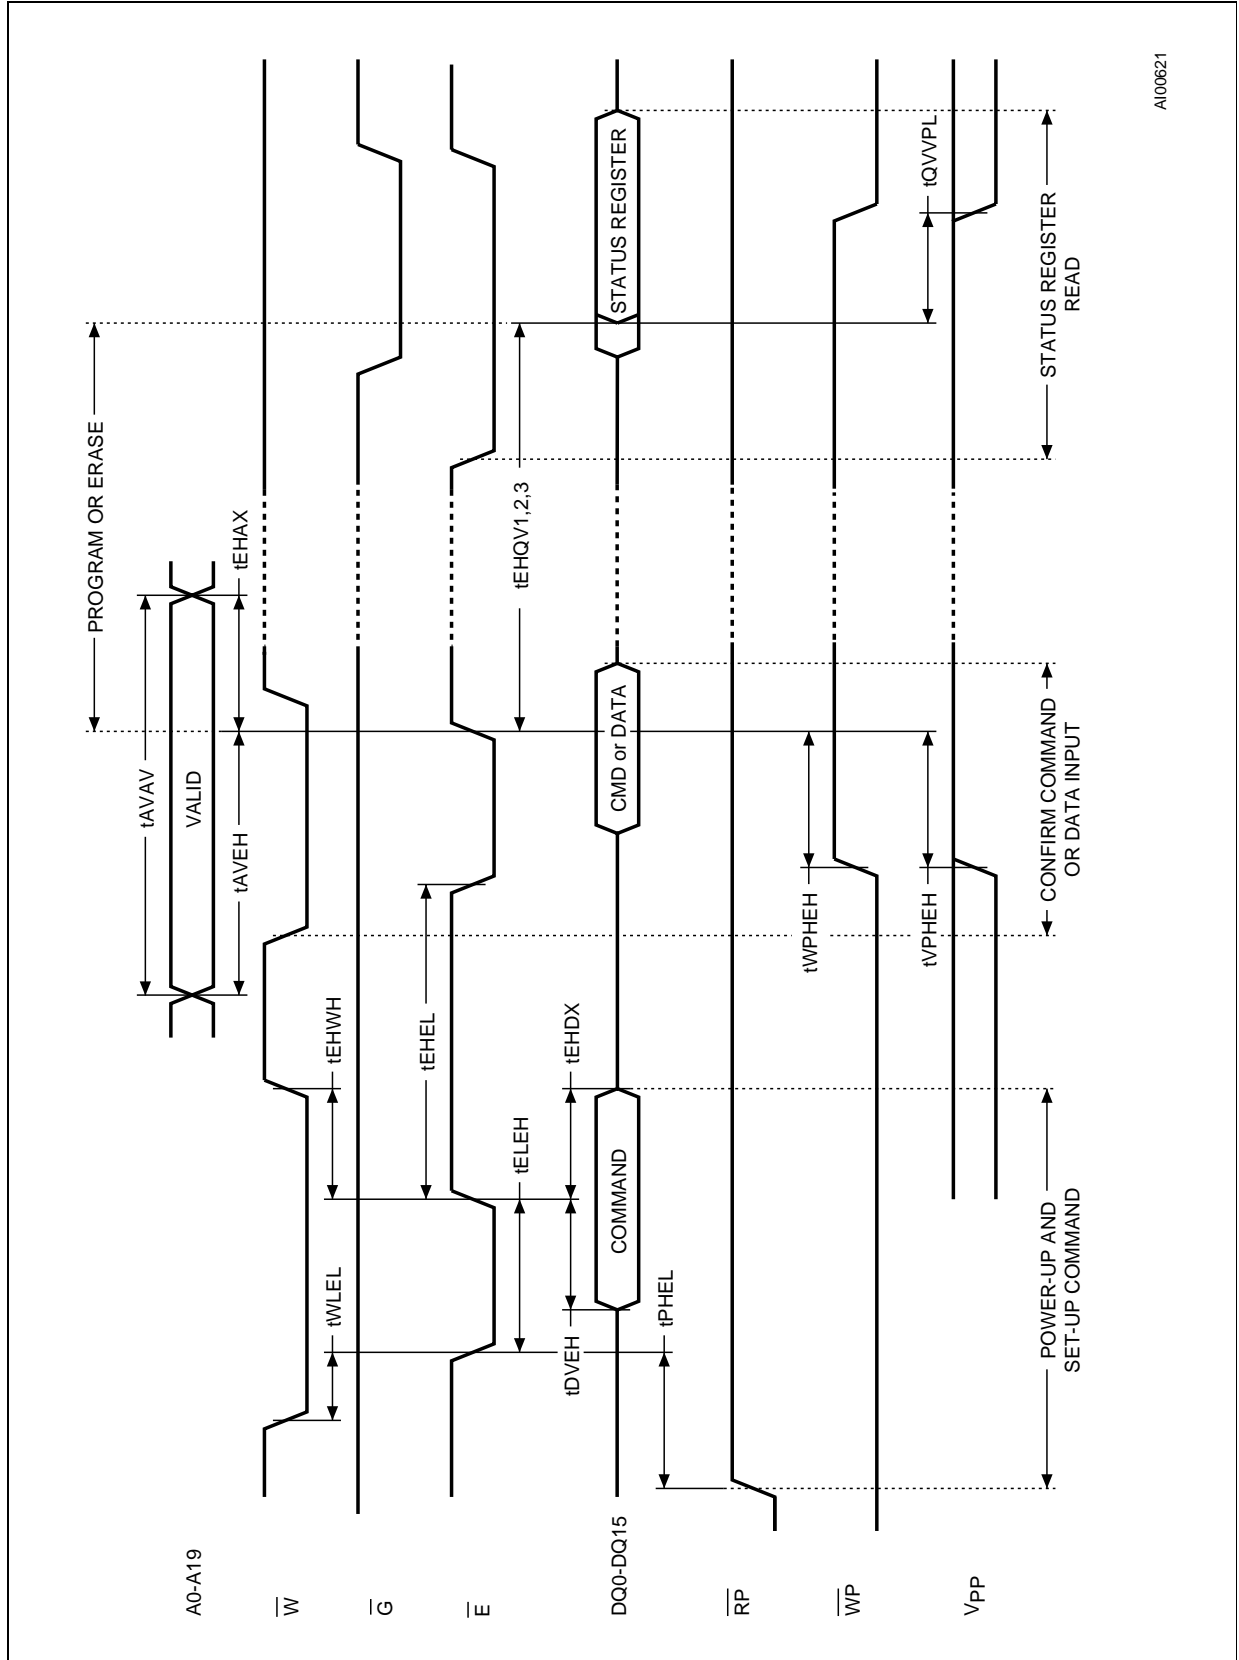 PROGRAM OR ERASE
tAVAV
A0-A19
VALID
tAVEH
tEHAX
W
tWLEL
tEHWH
G
tEHEL
E
tELEH
tEHQV1,2,3
tDVEH
tEHDX
DQ0-DQ15
COMMAND
CMD or DATA
STATUS REGISTER
tPHEL
RP
tWPHEH
WP
tVPHEH
tQVVPL
VPP
POWER-UP AND
SET-UP COMMAND
CONFIRM COMMAND
OR DATA INPUT
STATUS REGISTER
READ
AI00621